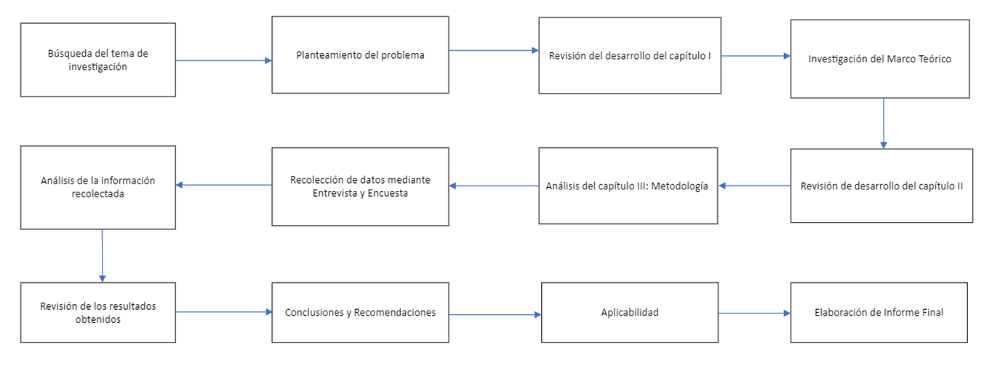 Búsqueda del tema de
investigación
Planteamiento del problema
Revisión del desarrollo del capítulo I
Investigación del Marco Teórico
Revisión de desarrollo del capítulo II
Análisis del capítulo III: Metodología
Recolección de datos mediante
Entrevista y Encuesta
Análisis de la información
recolectada
Revisión de los resultados
obtenidos
Conclusiones y Recomendaciones
Aplicabilidad
Elaboración de Informe Final